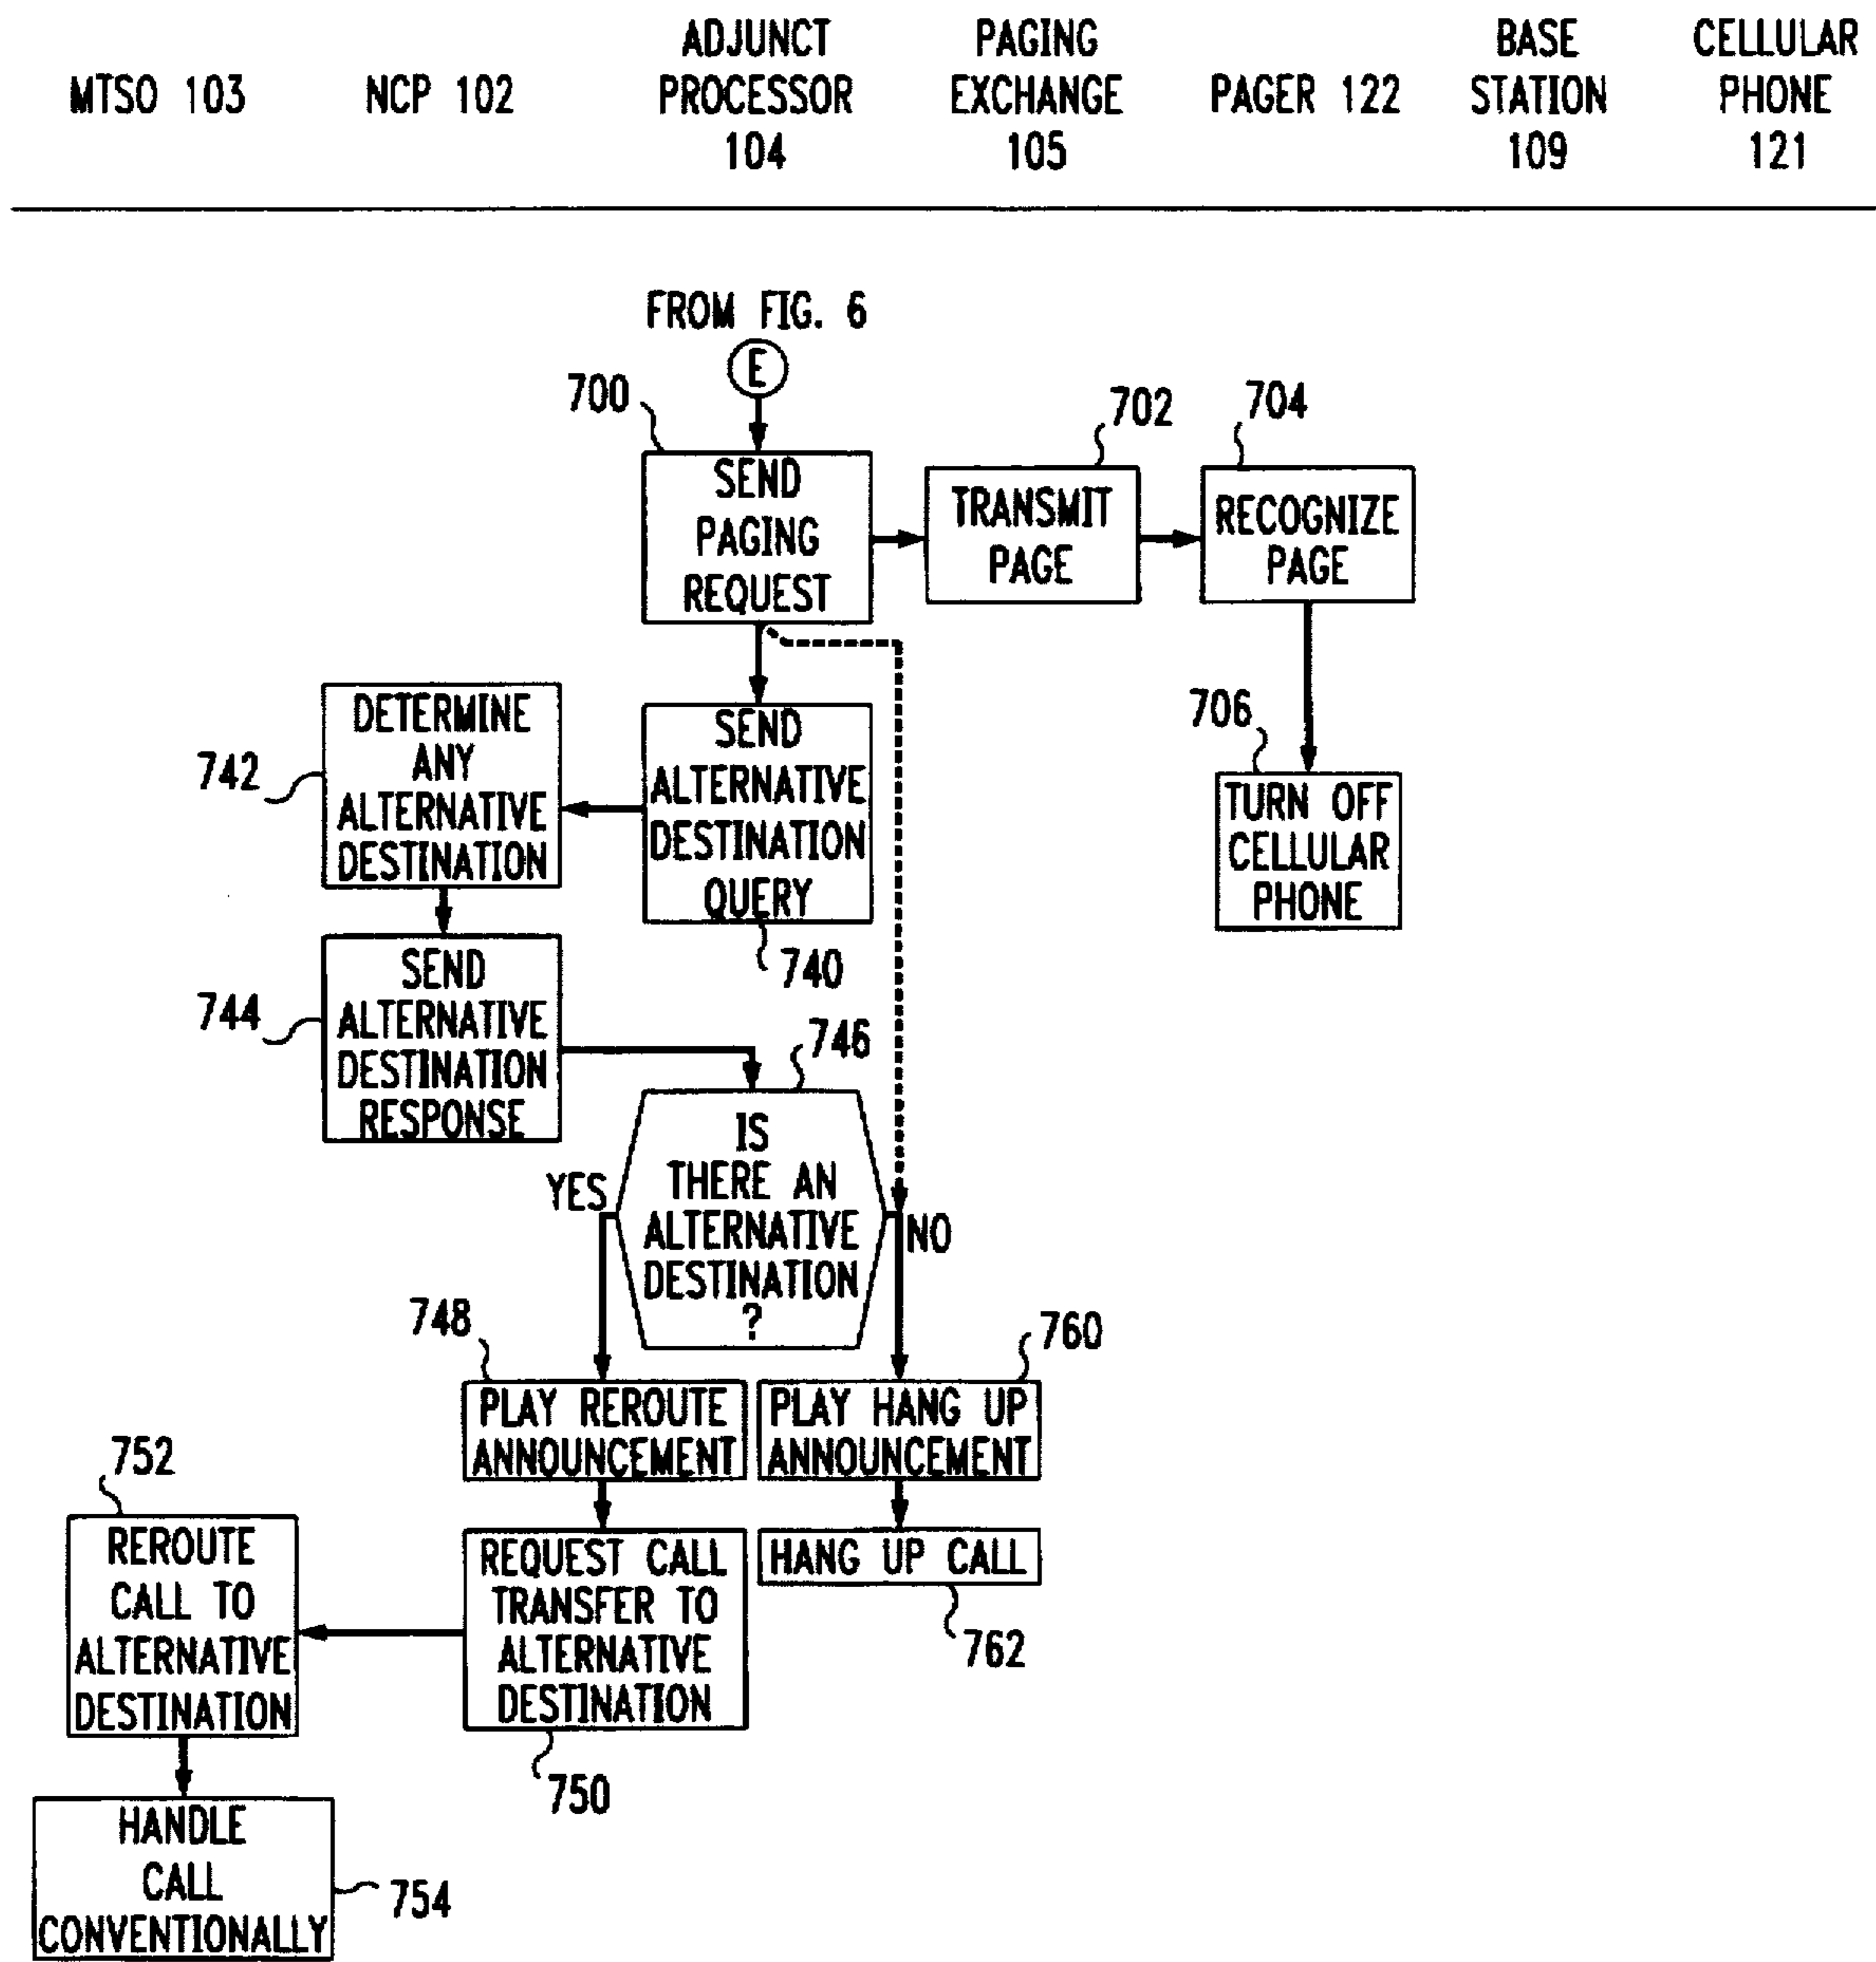 MTSO 103
NCP 102
ADJUNCT
PROCESSOR
104
PAGING
EXCHANGE
105
PAGER 122
BASE
STATION
109
CELLULAR
PHONE
121
FROM FIG. 6
E
700
SEND
PAGING
REQUEST
702
TRANSMIT
PAGE
704
RECOGNIZE
PAGE
706
TURN OFF
CELLULAR
PHONE
742
DETERMINE
ANY
ALTERNATIVE
DESTINATION
SEND
ALTERNATIVE
DESTINATION
QUERY
740
744
SEND
ALTERNATIVE
DESTINATION
RESPONSE
746
IS
THERE AN
ALTERNATIVE
DESTINATION
?
YES
NO
748
PLAY REROUTE
ANNOUNCEMENT
760
PLAY HANG UP
ANNOUNCEMENT
752
REROUTE
CALL TO
ALTERNATIVE
DESTINATION
REQUEST CALL
TRANSFER TO
ALTERNATIVE
DESTINATION
750
HANG UP CALL
762
HANDLE
CALL
CONVENTIONALLY
754